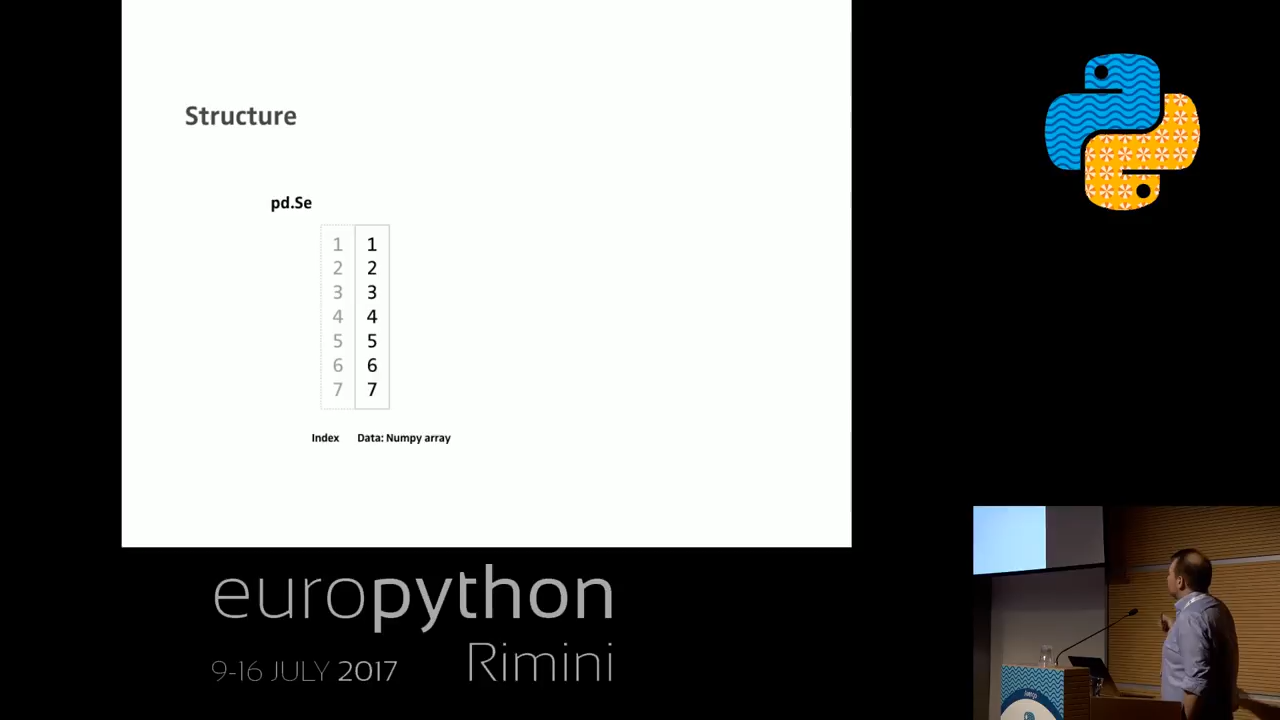 Structure
pd.Se
1 1
2 2
3 3
4 4
5 5
6 6
7 7
Index Data: Numpy array
europython
9-16 JULY 2017 Rimini